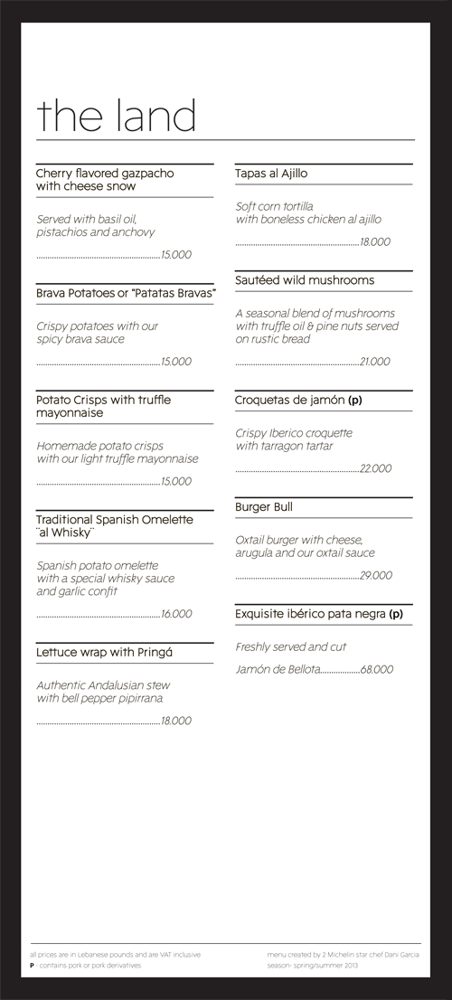 the land
Cherry flavored gazpacho
with cheese snow
Served with basil oil,
pistachios and anchovy
..............................................15.000
Brava Potatoes or “Patatas Bravas”
Crispy potatoes with our
spicy brava sauce
..............................................15.000
Potato Crisps with truffle
mayonnaise
Homemade potato crisps
with our light truffle mayonnaise
..............................................15.000
Traditional Spanish Omelette
¨al Whisky¨
Spanish potato omelette
with a special whisky sauce
and garlic confit
..............................................16.000
Lettuce wrap with Pringá
Authentic Andalusian stew
with bell pepper pipirrana
..............................................18.000
Tapas al Ajillo
Soft corn tortilla
with boneless chicken al ajillo
..............................................18.000
Sautéed wild mushrooms
A seasonal blend of mushrooms
with truffle oil & pine nuts served
on rustic bread
..............................................21.000
Croquetas de jamón (p)
Crispy Iberico croquette
with tarragon tartar
..............................................22.000
Burger Bull
Oxtail burger with cheese,
arugula and our oxtail sauce
..............................................29.000
Exquisite ibérico pata negra (p)
Freshly served and cut
Jamón de Bellota...............68.000
all prices are in Lebanese pounds and are VAT inclusive
P - contains pork or pork derivatives
menu created by 2 Michelin star chef Dani Garcia
season- spring/summer 2013